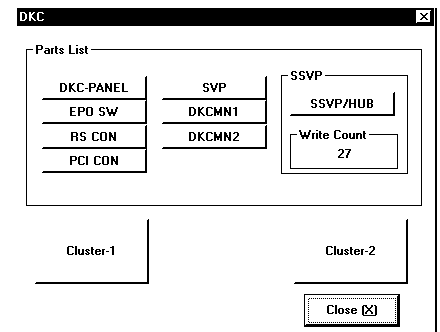 DKC
Parts List
DKC-PANEL
EPO SW
RS CON
PCI CON
SVP
DKCMN1
DKCMN2
SSVP
SSVP/HUB
Write Count
27
Cluster-1
Cluster-2
Close (X)